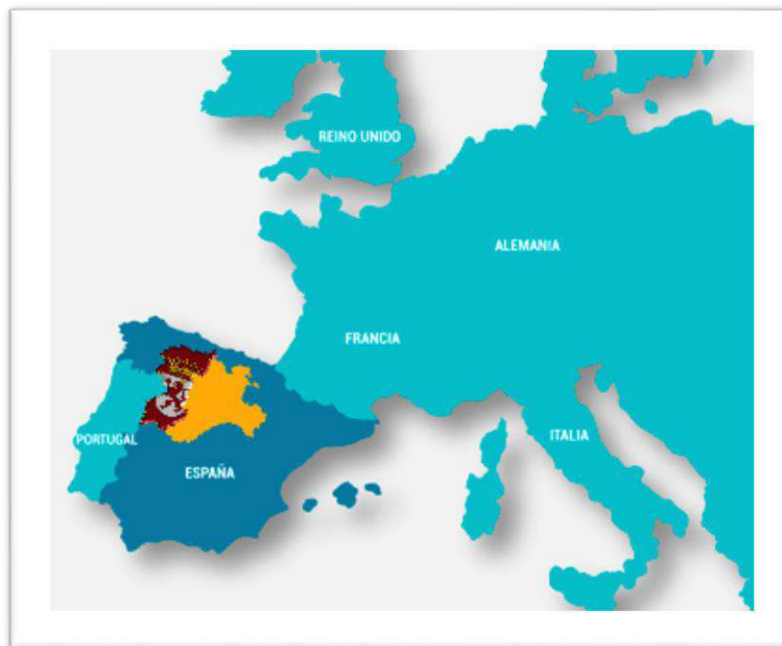 REINO UNIDO
ALEMANIA
FRANCIA
ITALIA
PORTUGAL
ESPAÑA